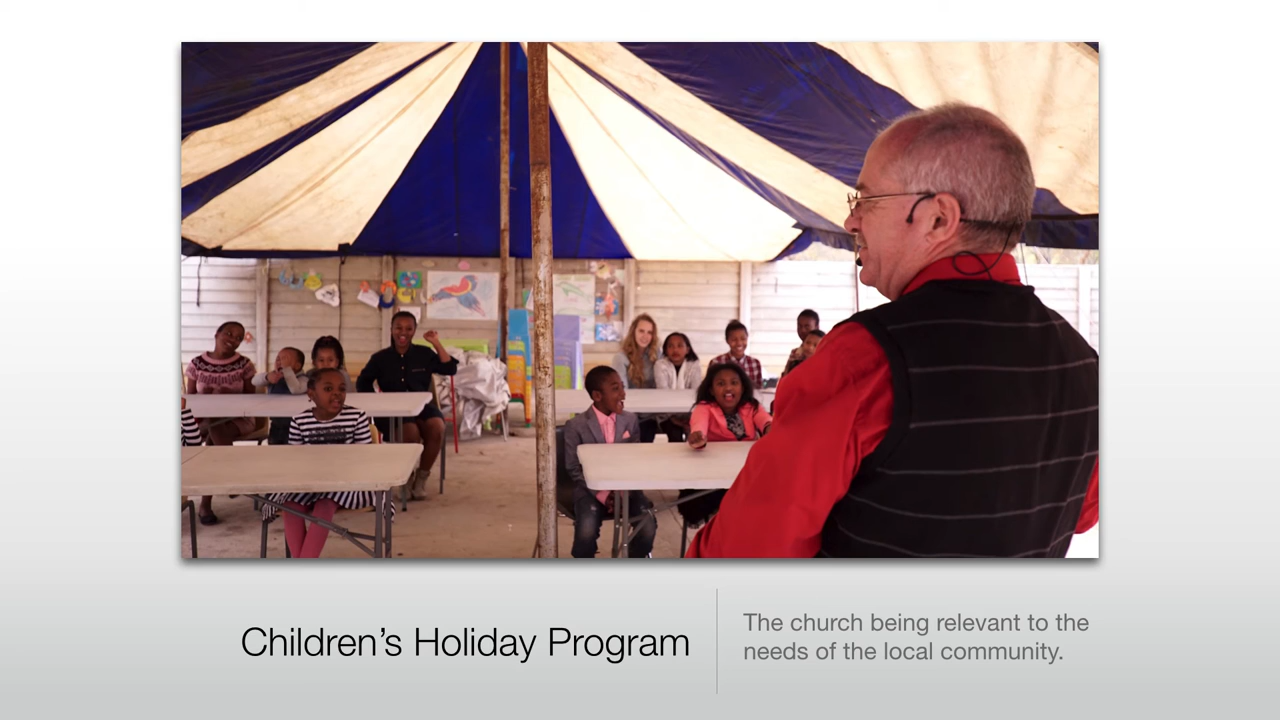 Children’s Holiday Program
The church being relevant to the
needs of the local community.